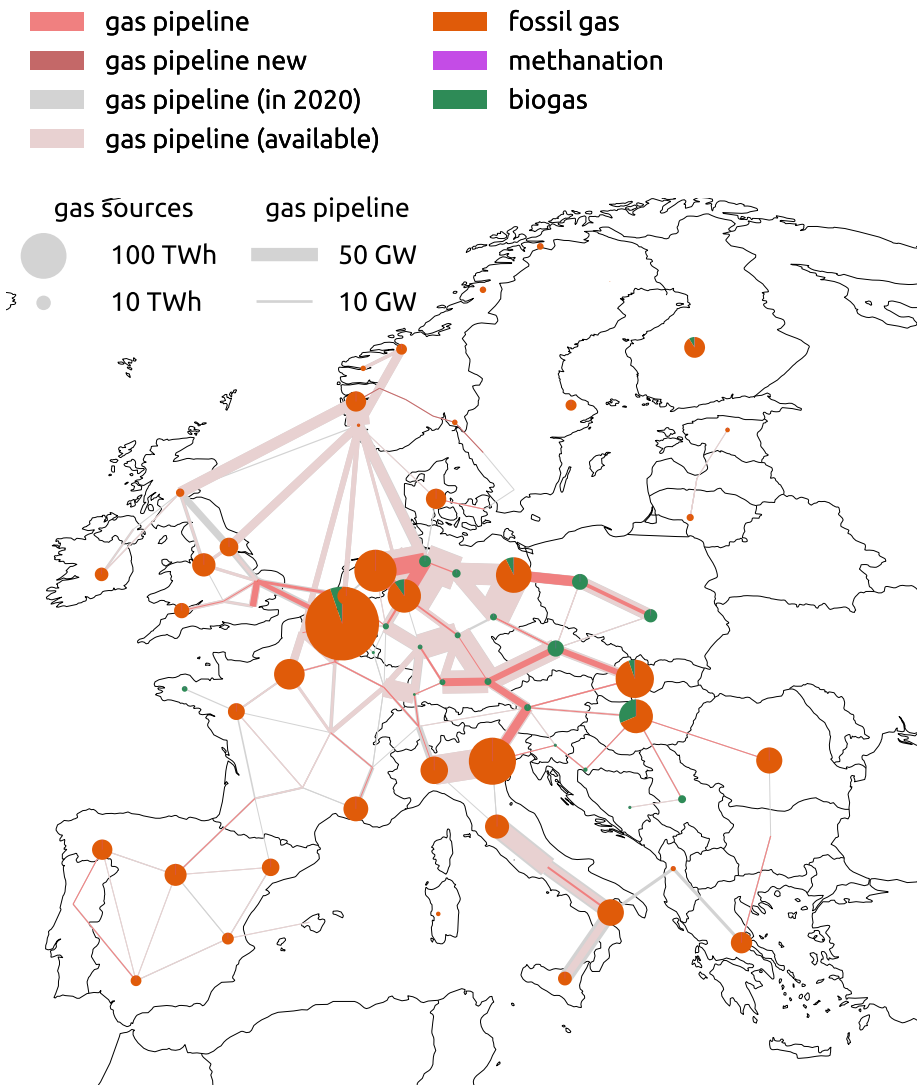 gas pipeline
gas pipeline new
gas pipeline (in 2020)
gas pipeline (available)
fossil gas
methanation
biogas
gas sources
100 TWh
10 TWh
gas pipeline
50 GW
10 GW